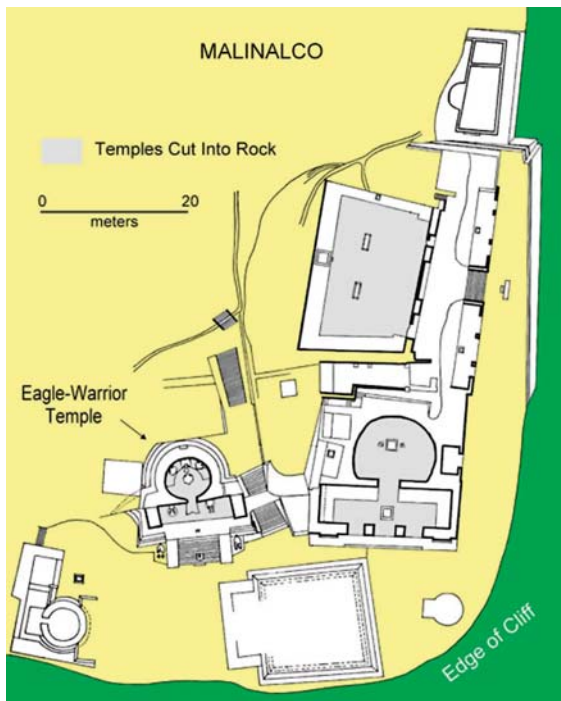 MALINALCO
Temples Cut Into Rock
0 20
meters
Eagle-Warrior
Temple
Edge of Cliff